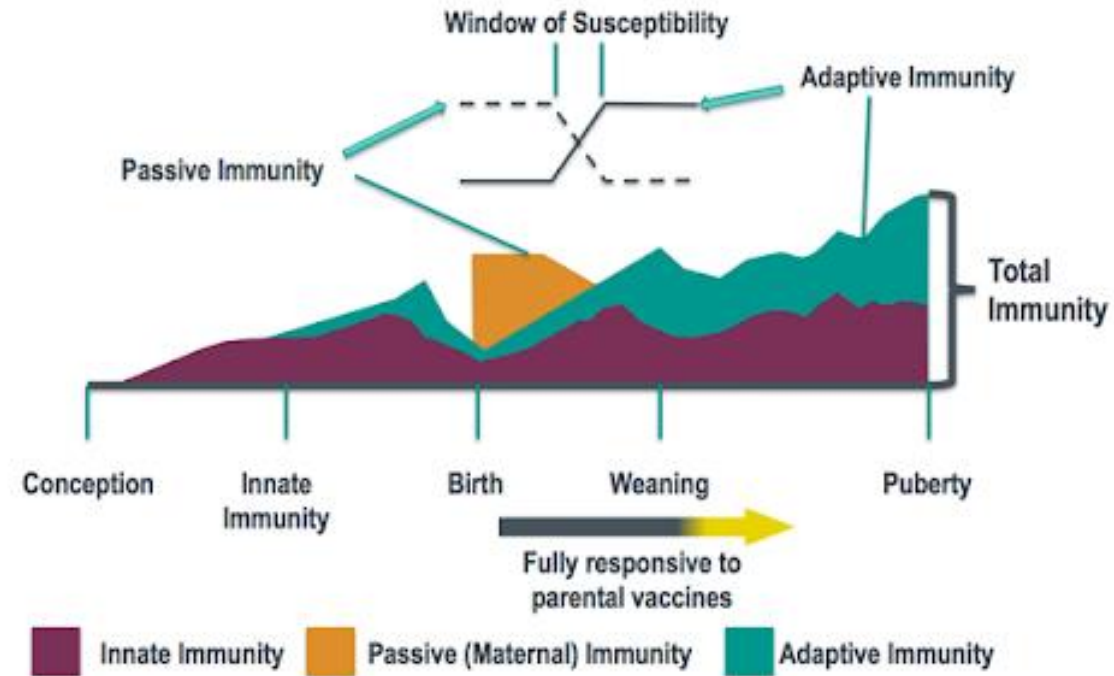 Window of Susceptibility
Adaptive Immunity
Passive Immunity
Total
Immunity
Conception
Innate
Immunity
Birth
Weaning
Puberty
Fully responsive to
parental vaccines
Innate Immunity
Passive (Maternal) Immunity
Adaptive Immunity